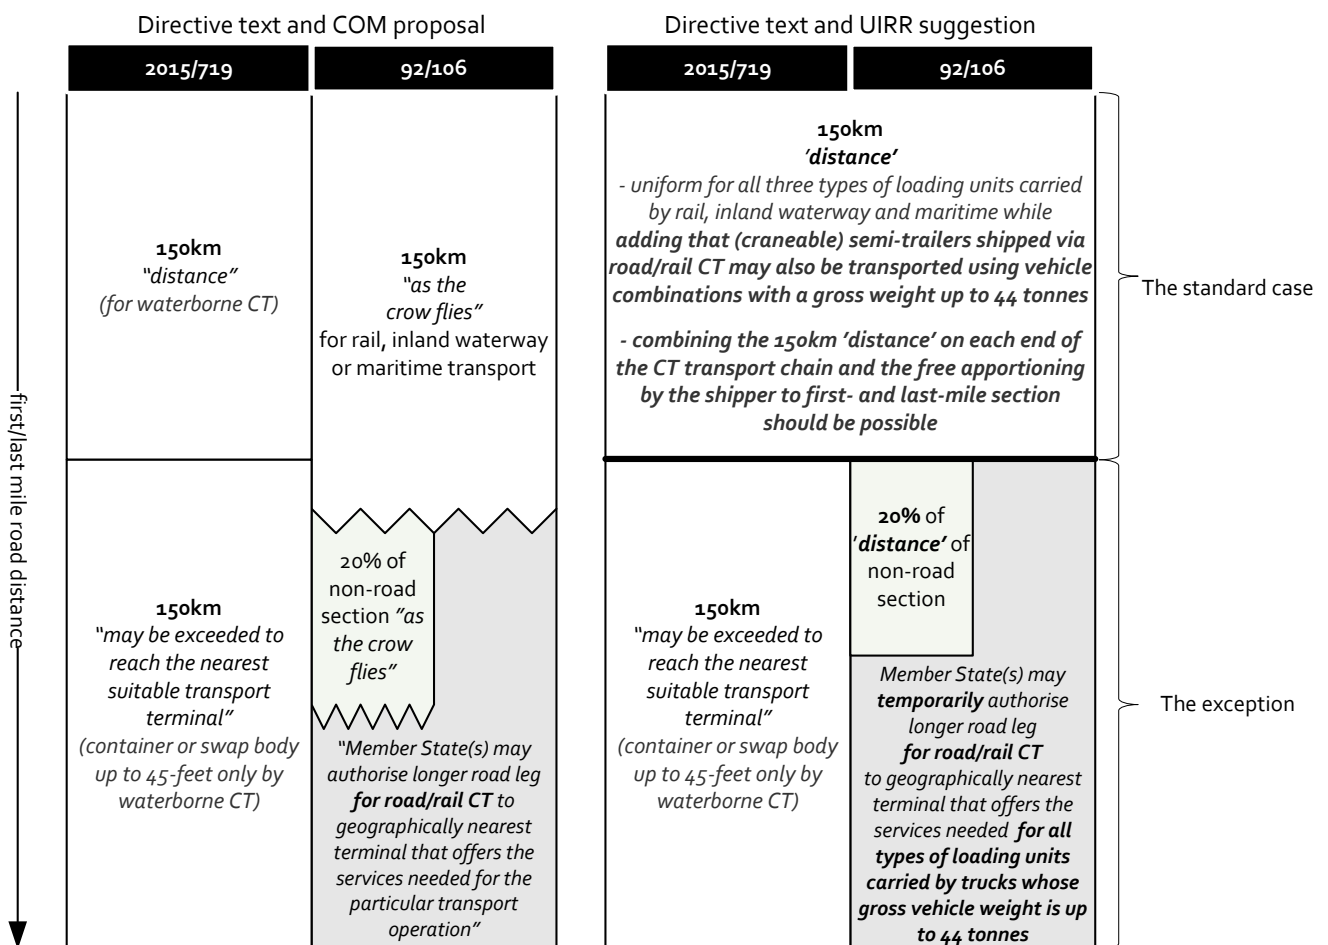 Directive text and COM proposal
Directive text and UIRR suggestion
2015/719
92/106
2015/719
92/106
first/last mile road distance
150km
“distance”
(for waterborne CT)
150km
“as the
crow flies”
for rail, inland waterway
or maritime transport
150km
‘distance’
- uniform for all three types of loading units carried
by rail, inland waterway and maritime while
adding that (craneable) semi-trailers shipped via
road/rail CT may also be transported using vehicle
combinations with a gross weight up to 44 tonnes
- combining the 150km ‘distance’ on each end of
the CT transport chain and the free apportioning
by the shipper to first- and last-mile section
should be possible
The standard case
150km
“may be exceeded to
reach the nearest
suitable transport
terminal”
(container or swap body
up to 45-feet only by
waterborne CT)
20% of
non-road
section “as
the crow
flies”
“Member State(s) may
authorise longer road leg
for road/rail CT to
geographically nearest
terminal that offers the
services needed for the
particular transport
operation”
150km
“may be exceeded to
reach the nearest
suitable transport
terminal”
(container or swap body
up to 45-feet only by
waterborne CT)
20% of
‘distance’ of
non-road
section
Member State(s) may
temporarily authorise
longer road leg
for road/rail CT
to geographically nearest
terminal that offers the
services needed for all
types of loading units
carried by trucks whose
gross vehicle weight is up
to 44 tonnes
The exception